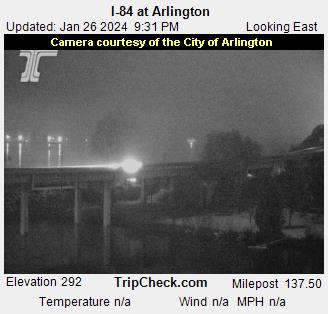 I-84 at Arlington
Updated: Jan 26 2024 9:31 PM Looking East
Camera courtesy of the City of Arlington
Elevation 292 TripCheck.com Milepost 137.50
Temperature n/a Wind n/a MPH n/a